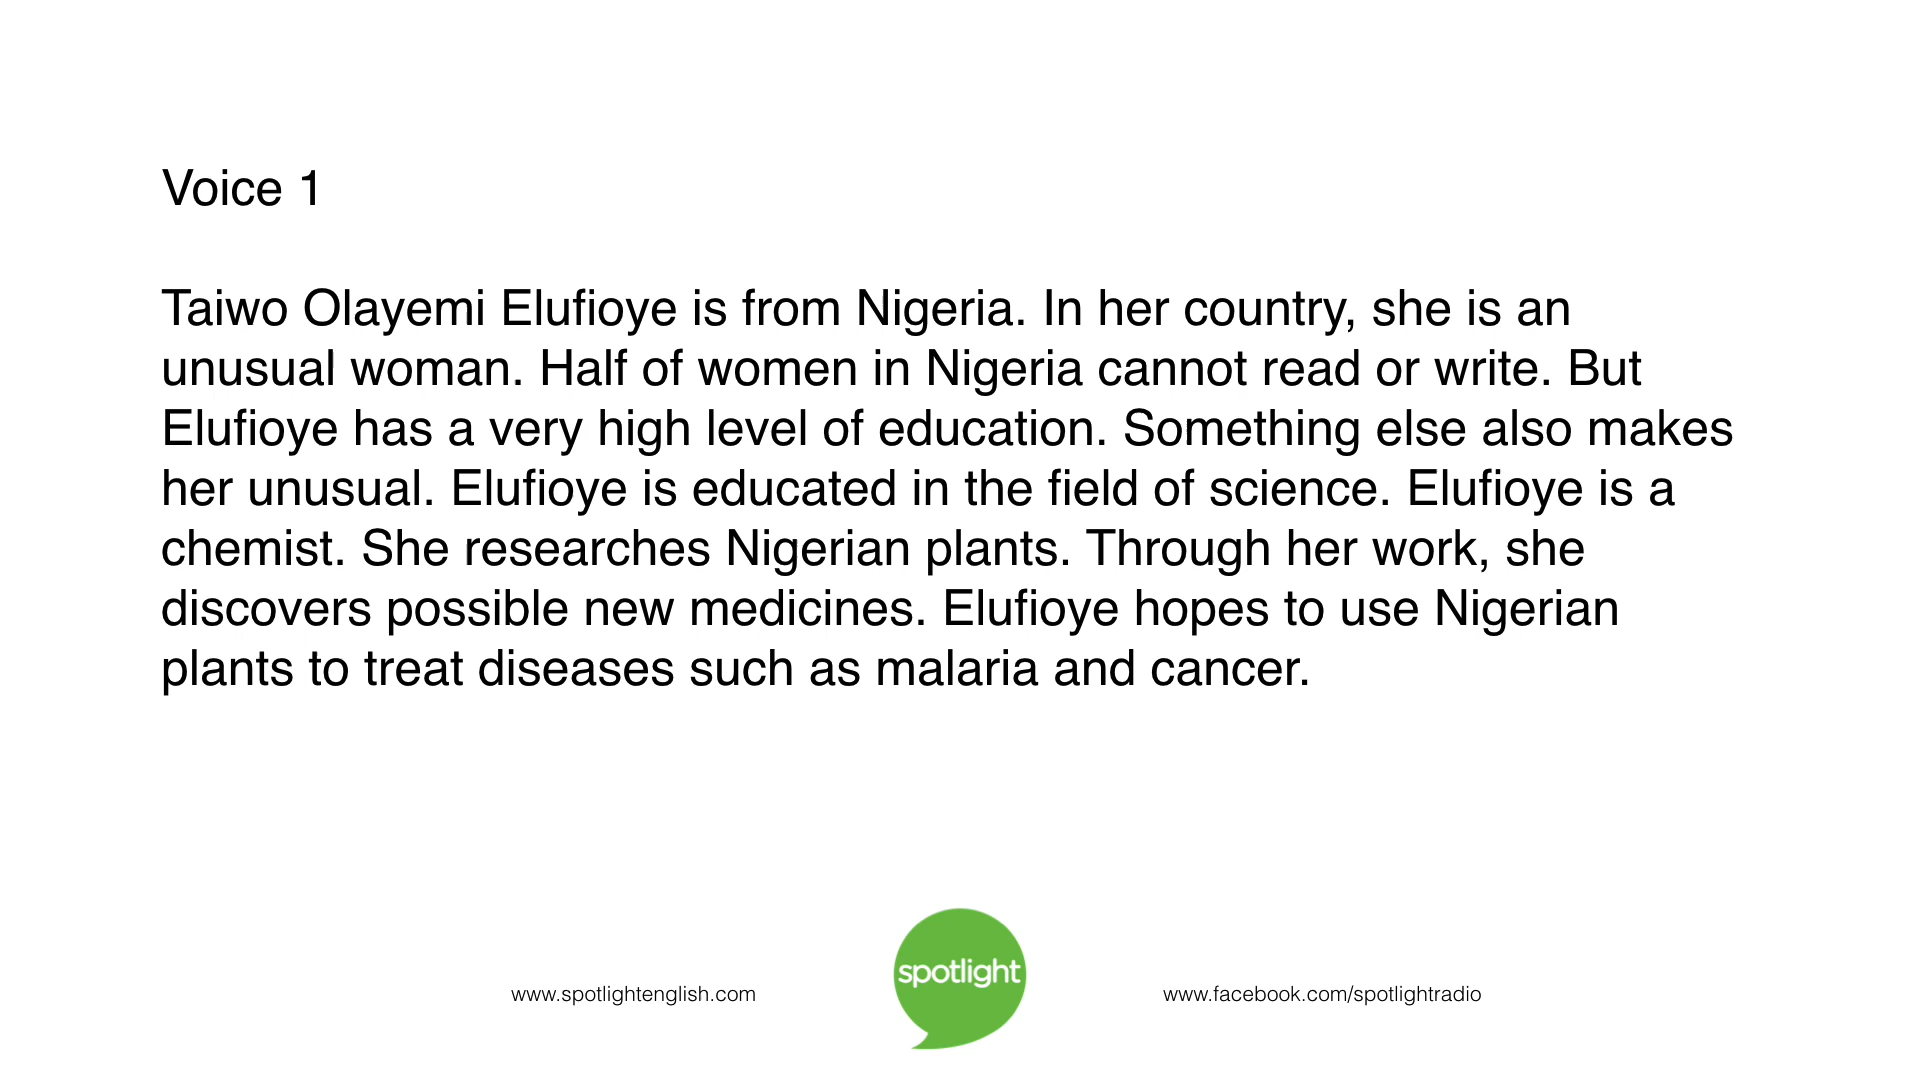 Voice 1
Taiwo Olayemi Elufioye is from Nigeria. In her country, she is an
unusual woman. Half of women in Nigeria cannot read or write. But
Elufioye has a very high level of education. Something else also makes
her unusual. Elufioye is educated in the field of science. Elufioye is a
chemist. She researches Nigerian plants. Through her work, she
discovers possible new medicines. Elufioye hopes to use Nigerian
plants to treat diseases such as malaria and cancer.
spotlight
www.spotlightenglish.com
www.facebook.com/spotlightradio